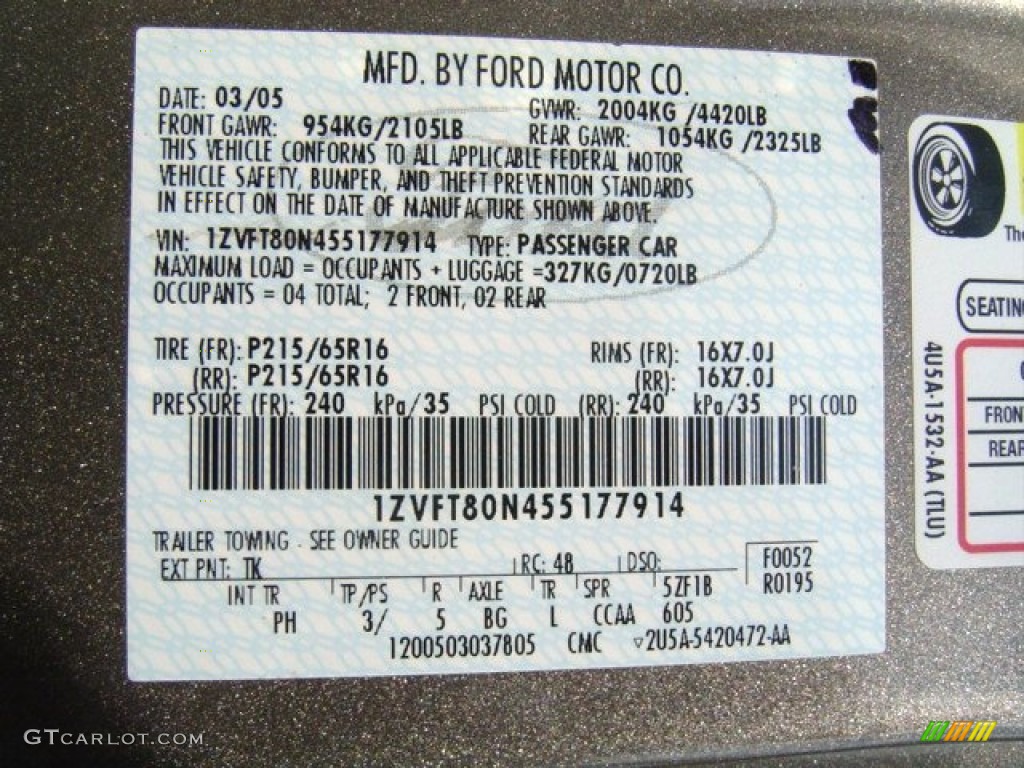 MFD. BY FORD MOTOR CO.
DATE: 03/05 GVWR: 2004KG /4420LB
FRONT GAWR: 954KG/2105LB REAR GAWR: 1054KG /2325LB
THIS VEHICLE CONFORMS TO ALL APPLICABLE FEDERAL MOTOR
VEHICLE SAFETY, BUMPER, AND THEFT PREVENTION STANDARDS
IN EFFECT ON THE DATE OF MANUFACTURE SHOWN ABOVE.
VIN: 1ZVFT80N455177914 TYPE: PASSENGER CAR
MAXIMUM LOAD = OCCUPANTS + LUGGAGE =327KG/0720LB
OCCUPANTS = 04 TOTAL; 2 FRONT, 02 REAR
TIRE (FR): P215/65R16 RIMS (FR): 16X7.0J
(RR): P215/65R16 (RR): 16X7.0J
PRESSURE (FR): 240 kPa/35 PSI COLD (RR): 240 kPa/35 PSI COLD
1ZVFT80N455177914
TRAILER TOWING - SEE OWNER GUIDE
EXT PNT: TK RC: 48 DSO: F0052
R0195
INT TR TP/PS R AXLE TR SPR 5ZF1B
PH 3/ 5 BG L CCAA 605
1200503037805 CMC ▽2U5A-5420472-AA
The
SEATING
4U5A-1532-AA (TLU)
FRON
REAR
GTCARLOT.COM